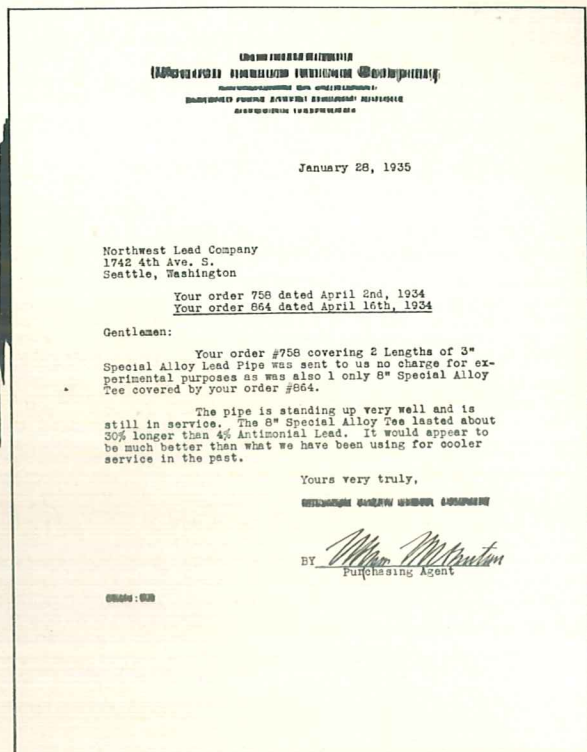 January 28, 1935
Northwest Lead Company
1742 4th Ave. S.
Seattle, Washington
Your order 758 dated April 2nd, 1934
Your order 864 dated April 16th, 1934
Gentlemen:
Your order #758 covering 2 Lengths of 3"
Special Alloy Lead Pipe was sent to us no charge for ex-
perimental purposes as was also 1 only 8" Special Alloy
Tee covered by your order #864.
The pipe is standing up very well and is
still in service. The 8" Special Alloy Tee lasted about
30% longer than 4% Antimonial Lead. It would appear to
be much better than what we have been using for cooler
service in the past.
Yours very truly,
BY
Purchasing Agent